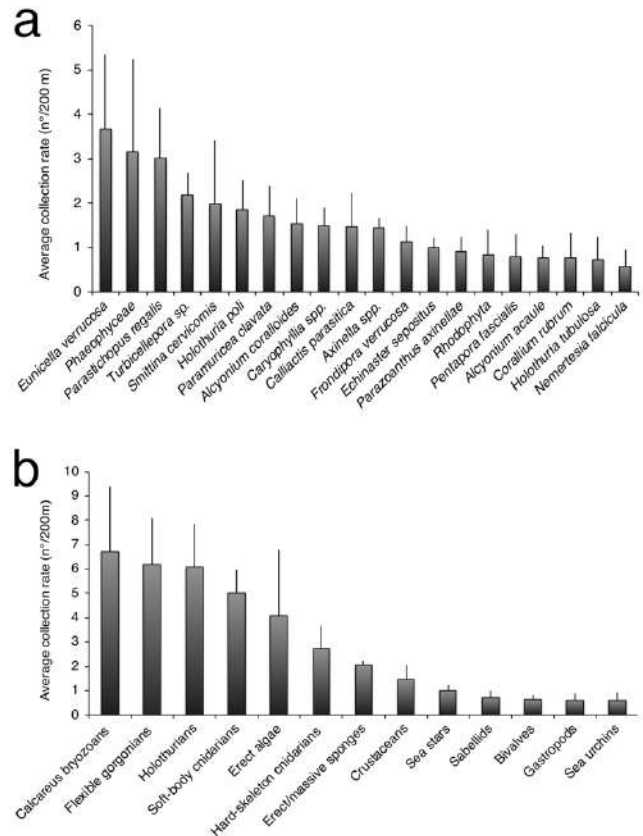 a
Average collection rate (n°/200 m)
6
5
4
3
2
1
0
Eunicella verrucosa
Phaeophyceae
Parastichopus regalis
Turbicellepora sp.
Smittina cervicornis
Holothuria poli
Paramuricea clavata
Alcyonium coralloides
Caryophyllia spp.
Calliactis parasitica
Axinella spp.
Frondipora verrucosa
Echinaster sepositus
Parazoanthus axinellae
Rhodophyta
Pentapora fascialis
Alcyonium acaule
Corallium rubrum
Holothuria tubulosa
Nemertesia falcicula
b
Average collection rate (n°/200m)
10
9
8
7
6
5
4
3
2
1
0
Calcareus bryozoans
Flexible gorgonians
Holothurians
Soft-body cnidarians
Erect algae
Hard-skeleton cnidarians
Erect/massive sponges
Crustaceans
Sea stars
Sabellids
Bivalves
Gastropods
Sea urchins